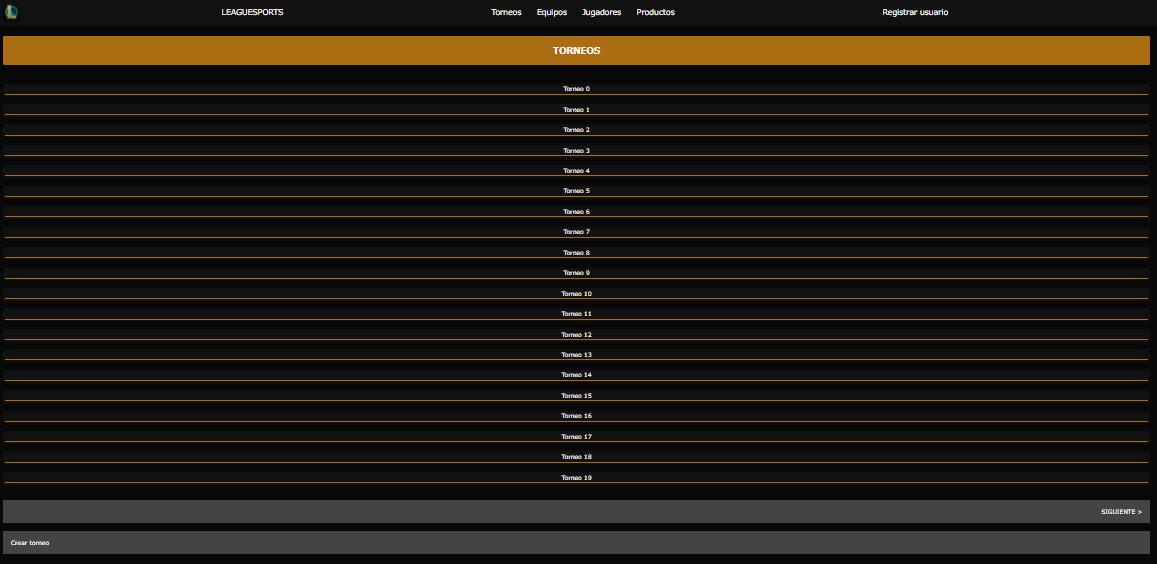 LEAGUESPORTS Torneos Equipos Jugadores Productos Registrar usuario
TORNEOS
Torneo 0
Torneo 1
Torneo 2
Torneo 3
Torneo 4
Torneo 5
Torneo 6
Torneo 7
Torneo 8
Torneo 9
Torneo 10
Torneo 11
Torneo 12
Torneo 13
Torneo 14
Torneo 15
Torneo 16
Torneo 17
Torneo 18
Torneo 19
SIGUIENTE >
Crear torneo